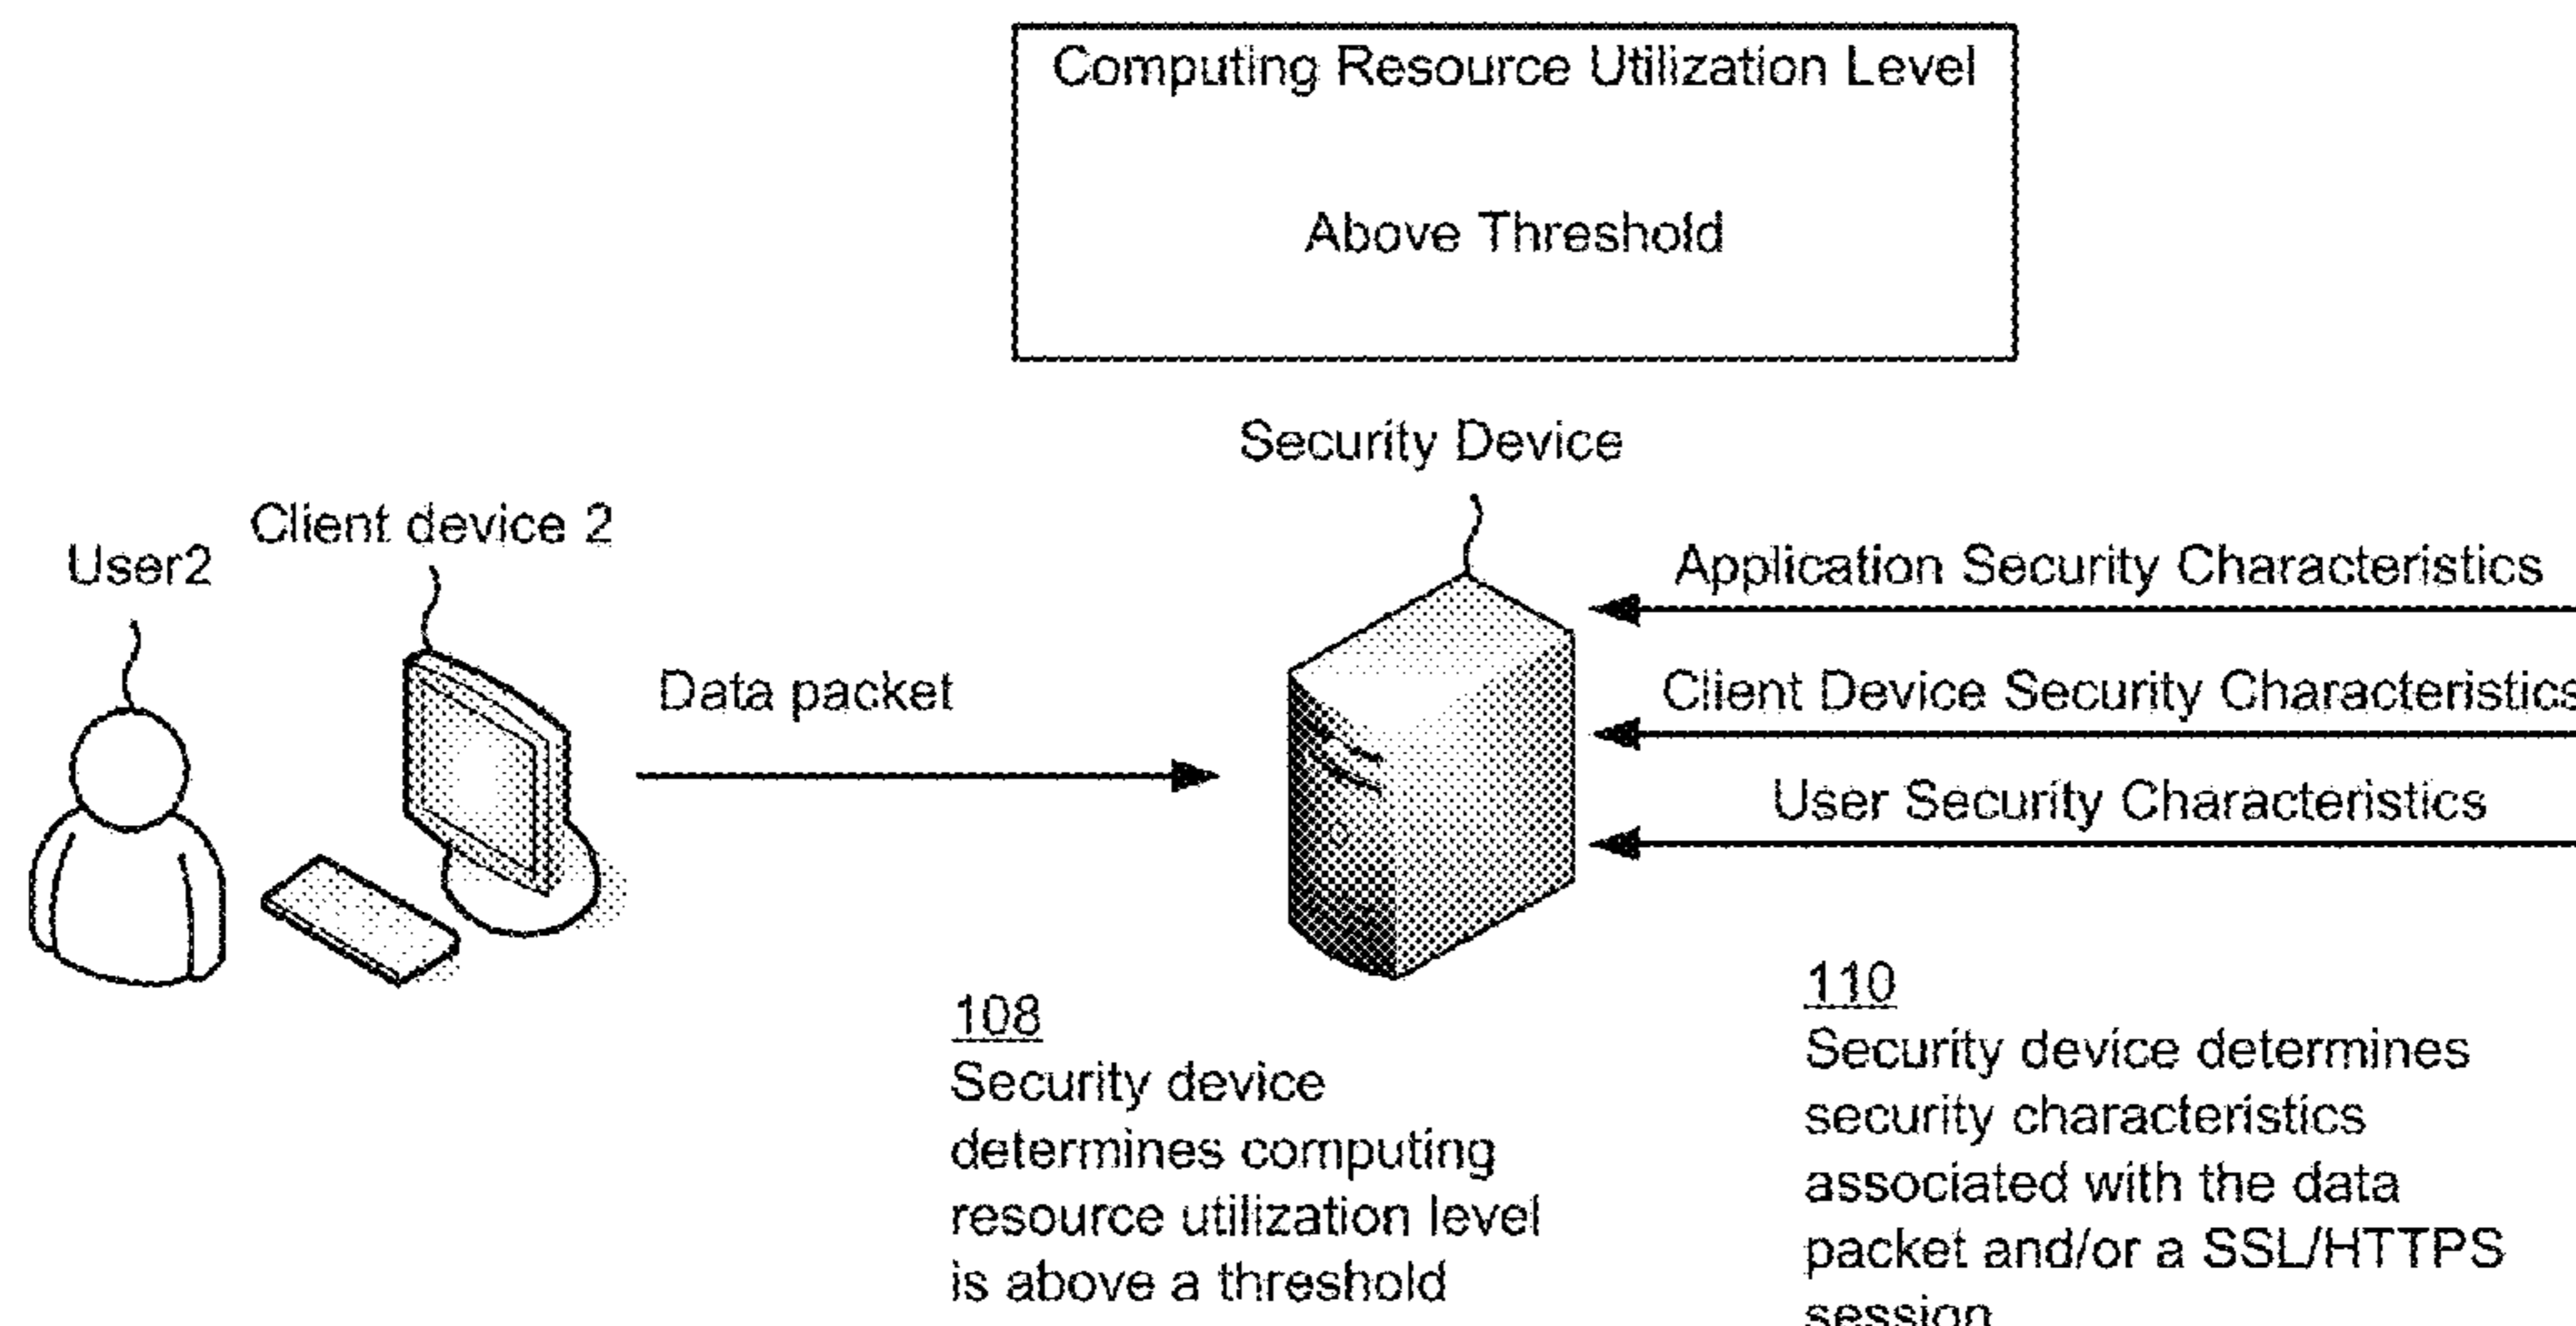 Computing Resource Utilization Level
Above Threshold
Security Device
Client device 2
User2
Application Security Characteristics
Data packet
Client Device Security Characteristics
User Security Characteristics
108
Security device
determines computing
resource utilization level
is above a threshold
110
Security device determines
security characteristics
associated with the data
packet and/or a SSL/HTTPS
session